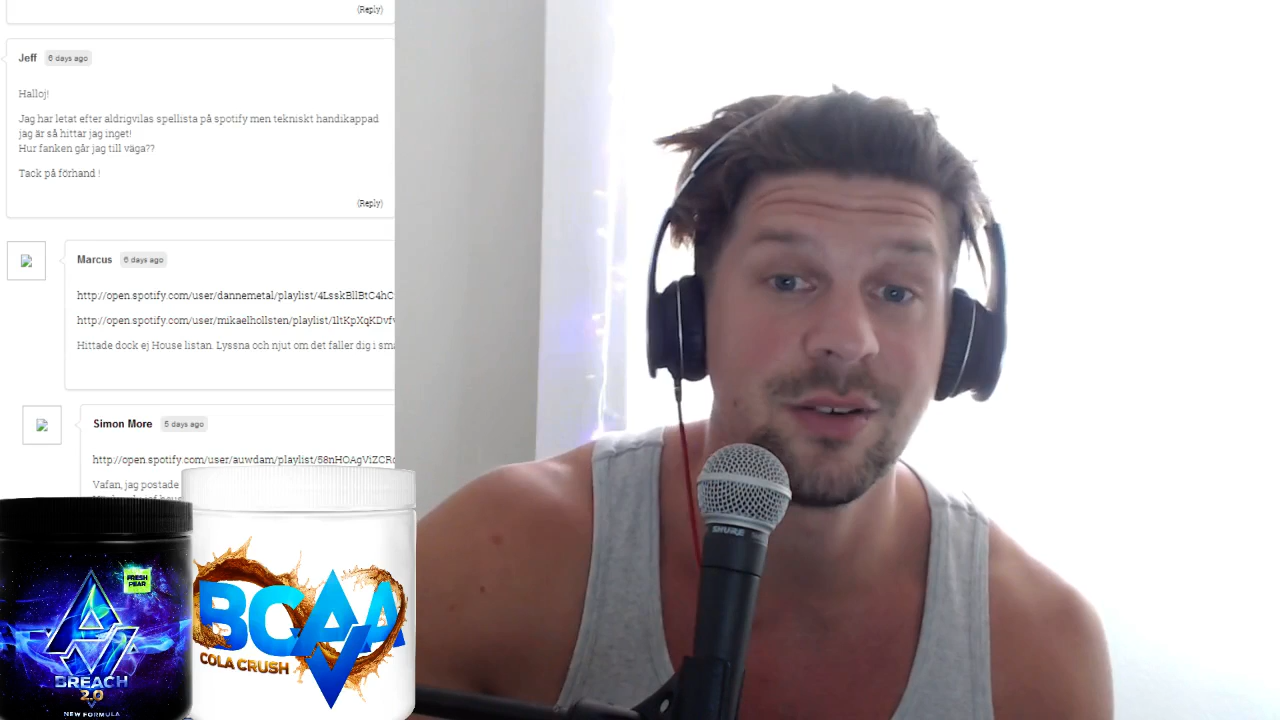 (Reply)
Jeff 6 days ago
Halloj!
Jag har letat efter aldrigvilas spellista på spotify men tekniskt handikappad
jag är så hittar jag inget!
Hur fanken går jag till väga??
Tack på förhand !
(Reply)
Marcus 6 days ago
http://open.spotify.com/user/dannemetal/playlist/4LsskBllBtC4hC
http://open.spotify.com/user/mikaelhollsten/playlist/1ltKpXqKDvf
Hittade dock ej House listan. Lyssna och njut om det faller dig i sma
Simon More 5 days ago
http://open.spotify.com/user/auwdam/playlist/58nHOAgViZCR
Vafan, jag postade
FRESH
PEAR
BREACH
2.0
NEW FORMULA
BCAA
COLA CRUSH
SHURE